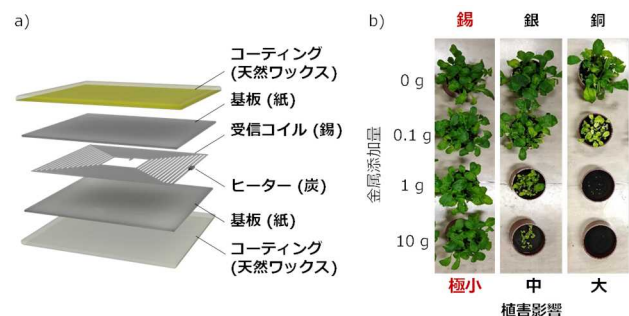 a)
コーティング
(天然ワックス)
基板 (紙)
受信コイル (錫)
ヒーター (炭)
基板 (紙)
コーティング
(天然ワックス)
b)
錫 銀 銅
金属添加量
0 g
0.1 g
1 g
10 g
極小 中 大
植害影響